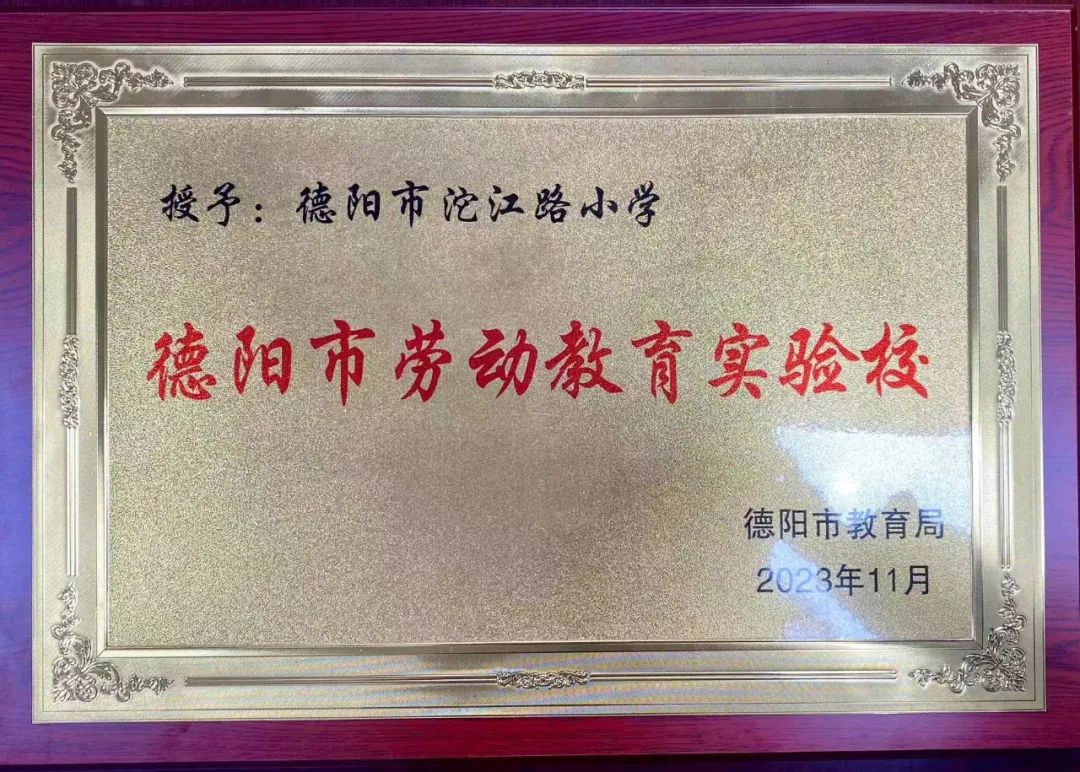 授予：德阳市沱江路小学
德阳市劳动教育实验校
德阳市教育局
2023年11月